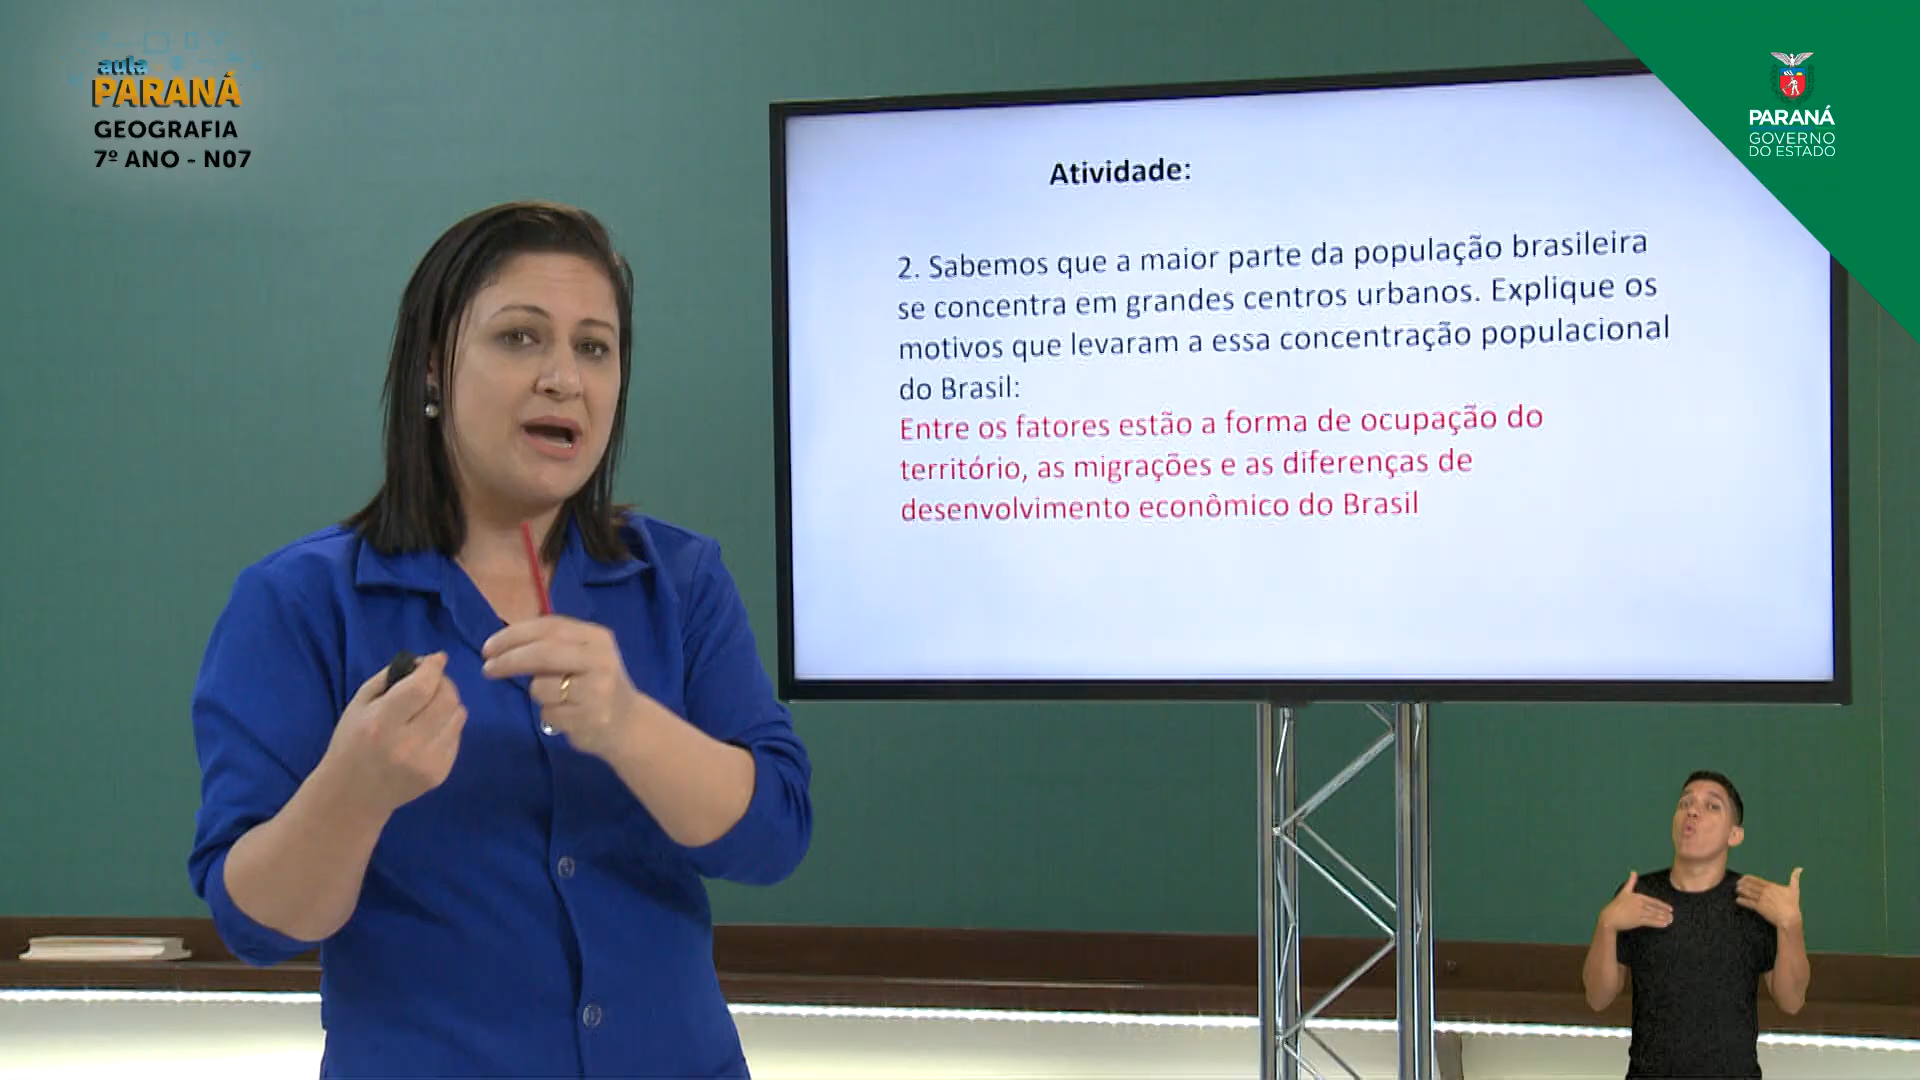 aula
PARANÁ
GEOGRAFIA
7º ANO - N07
PARANÁ
GOVERNO
DO ESTADO
Atividade:
2. Sabemos que a maior parte da população brasileira
se concentra em grandes centros urbanos. Explique os
motivos que levaram a essa concentração populacional
do Brasil:
Entre os fatores estão a forma de ocupação do
território, as migrações e as diferenças de
desenvolvimento econômico do Brasil